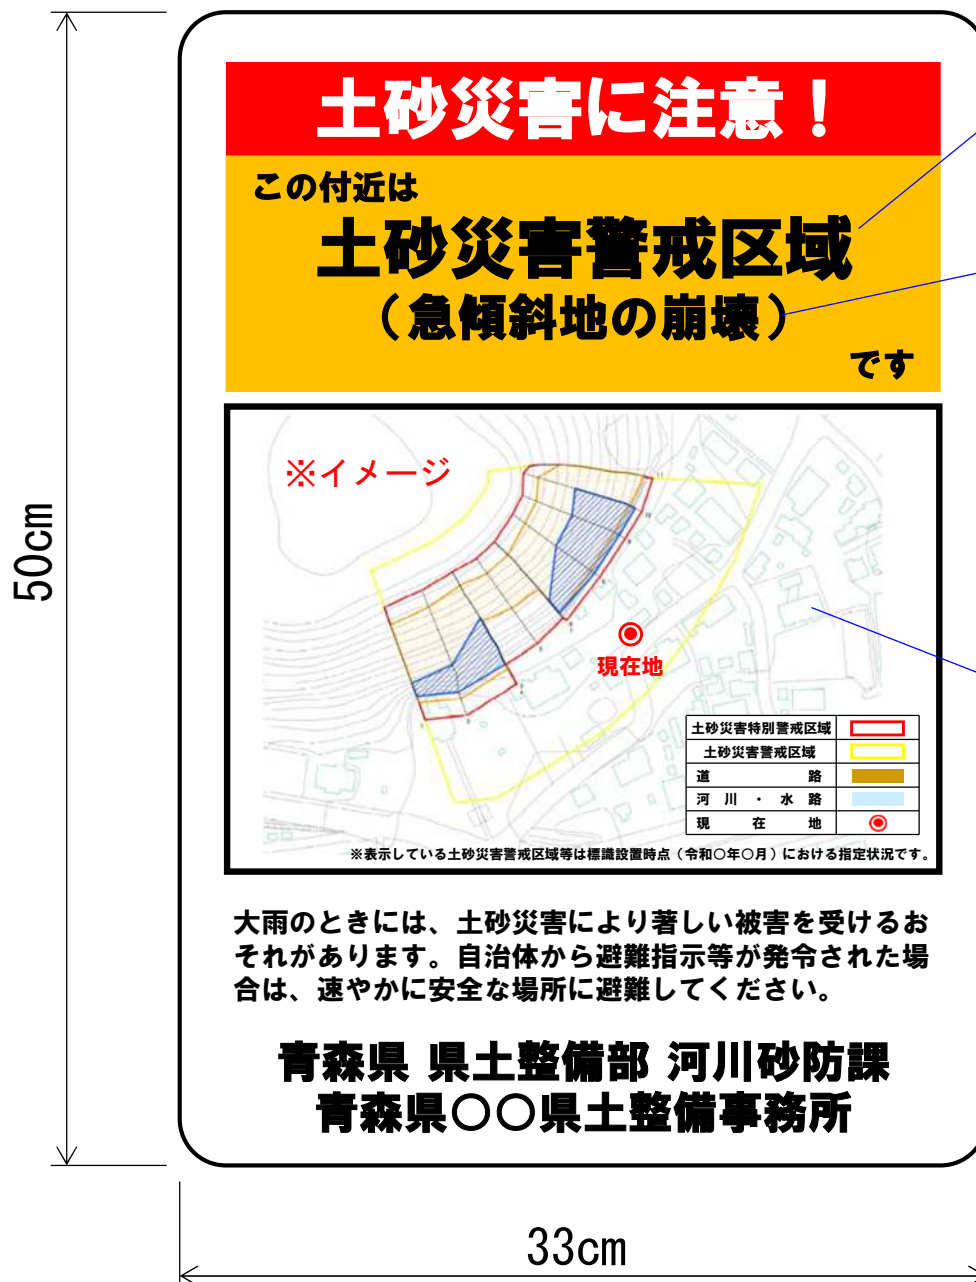 土砂災害に注意！
この付近は
土砂災害警戒区域
（急傾斜地の崩壊）
です
※イメージ
現在地
土砂災害特別警戒区域
土砂災害警戒区域
道路
河川・水路
現在地
※表示している土砂災害警戒区域等は標識設置時点（令和○年○月）における指定状況です。
大雨のときには、土砂災害により著しい被害を受けるお
それがあります。自治体から避難指示等が発令された場
合は、速やかに安全な場所に避難してください。
青森県 県土整備部 河川砂防課
青森県○○県土整備事務所
50cm
33cm